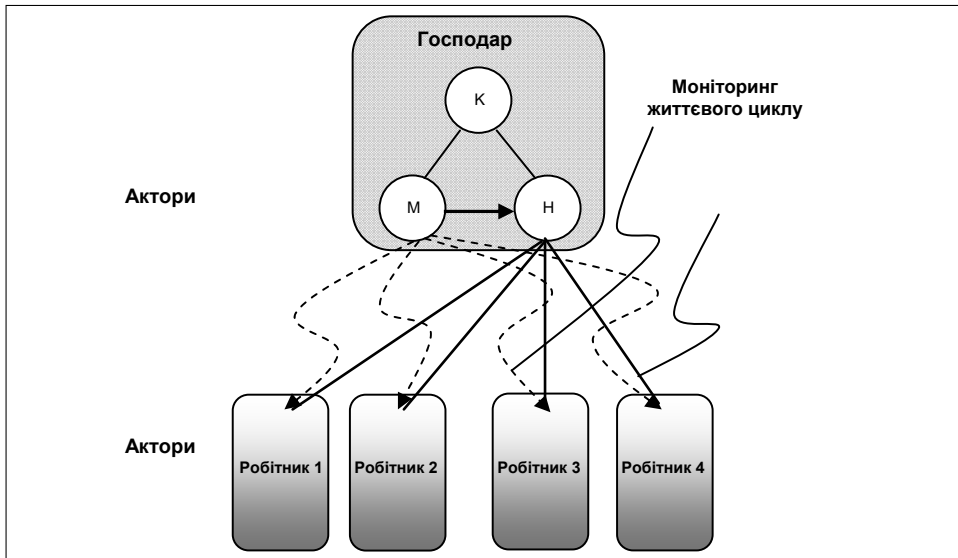 Господар
K
Моніторинг
життєвого циклу
Актори
M
H
Актори
Робітник 1
Робітник 2
Робітник 3
Робітник 4